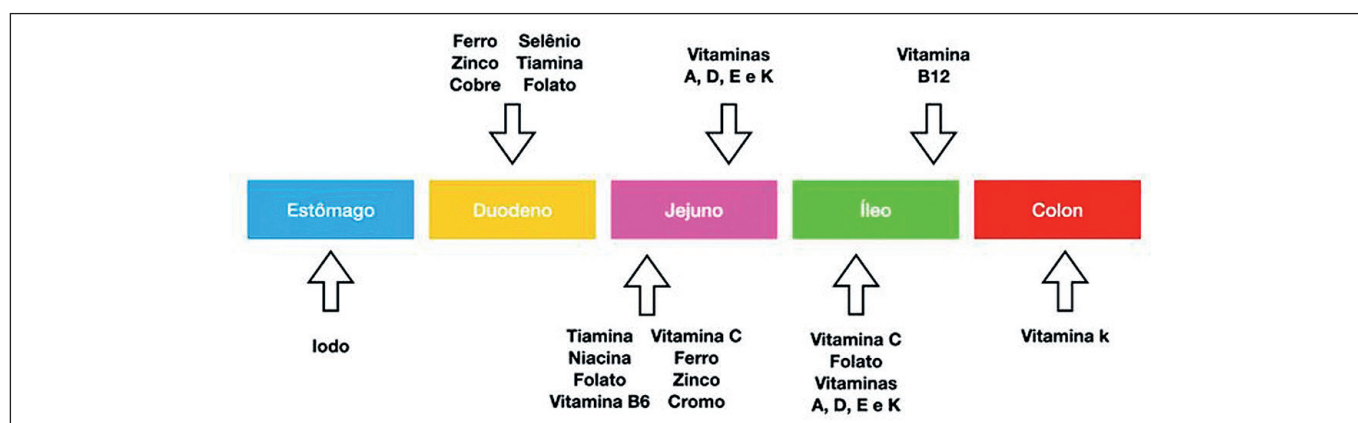 Ferro Selênio
Zinco Tiamina
Cobre Folato
Vitaminas
A, D, E e K
Vitamina
B12
Estômago
Duodeno
Jejuno
Íleo
Colon
Iodo
Tiamina Vitamina C
Niacina Ferro
Folato Zinco
Vitamina B6 Cromo
Vitamina C
Folato
Vitaminas
A, D, E e K
Vitamina k